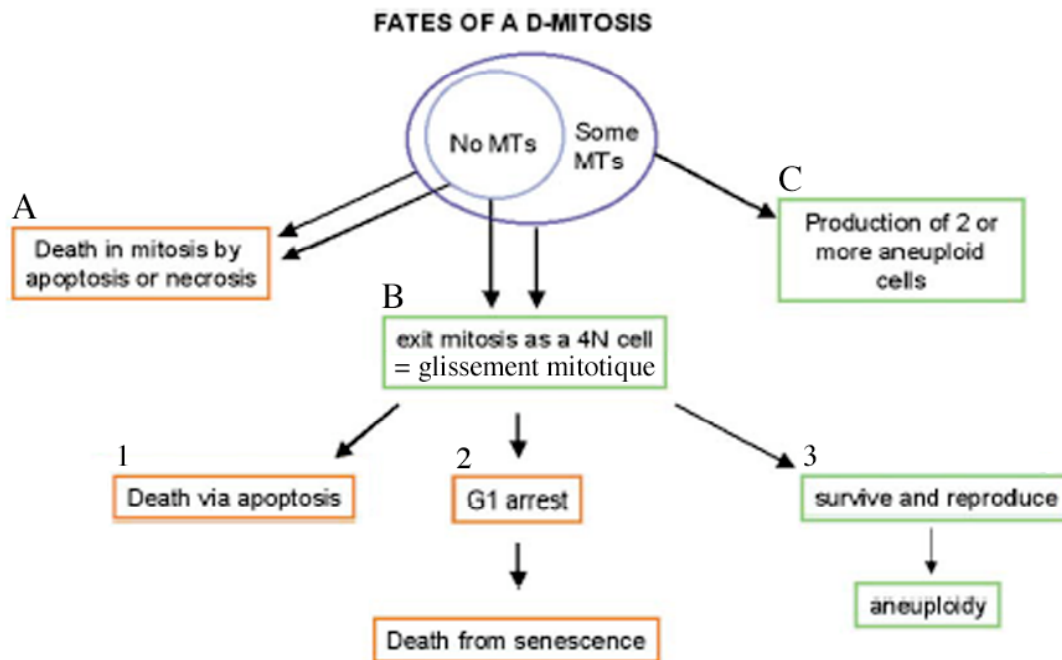 FATES OF A D-MITOSIS
No MTs
Some
MTs
A
Death in mitosis by
apoptosis or necrosis
C
Production of 2 or
more aneuploid
cells
B
exit mitosis as a 4N cell
= glissement mitotique
1
Death via apoptosis
2
G1 arrest
3
survive and reproduce
Death from senescence
aneuploidy